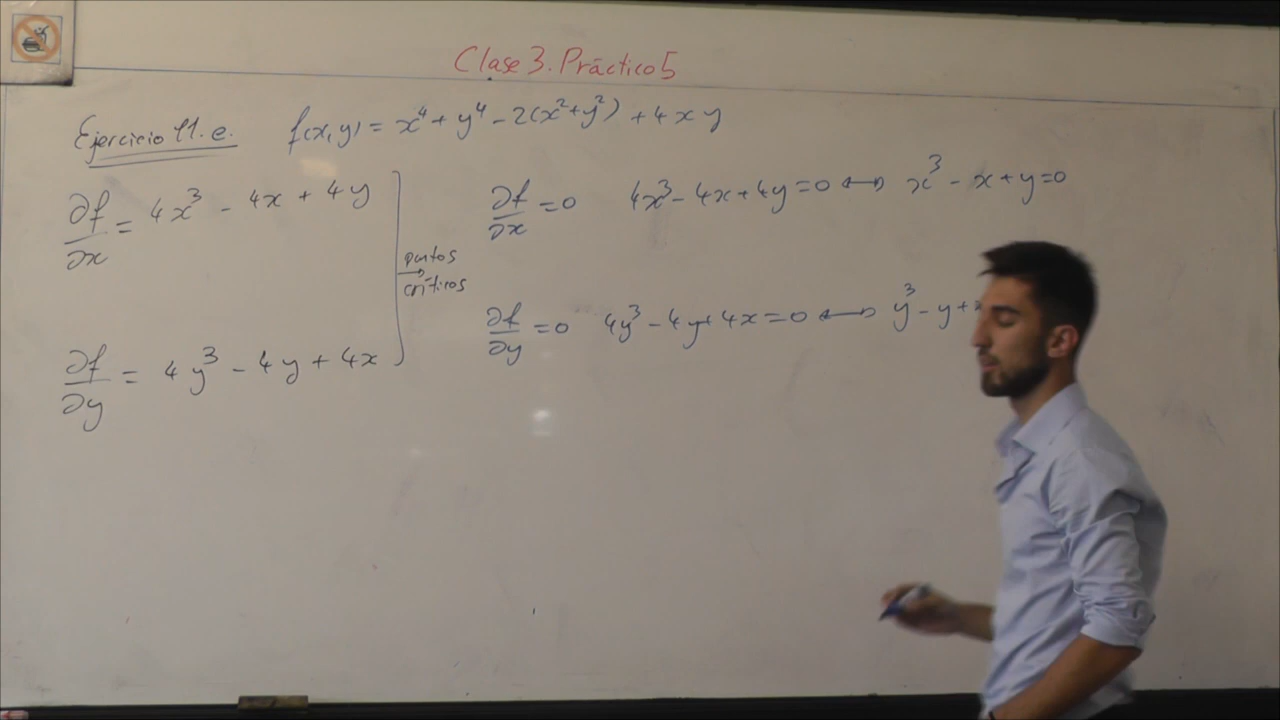 Clase 3. Práctico 5
Ejercicio 11.e. f(x,y) = x⁴ + y⁴ - 2(x² + y²) + 4xy
∂f/∂x = 4x³ - 4x + 4y
∂f/∂y = 4y³ - 4y + 4x
puntos
críticos
∂f/∂x = 0 4x³ - 4x + 4y = 0 ⟷ x³ - x + y = 0
∂f/∂y = 0 4y³ - 4y + 4x = 0 ⟷ y³ - y +